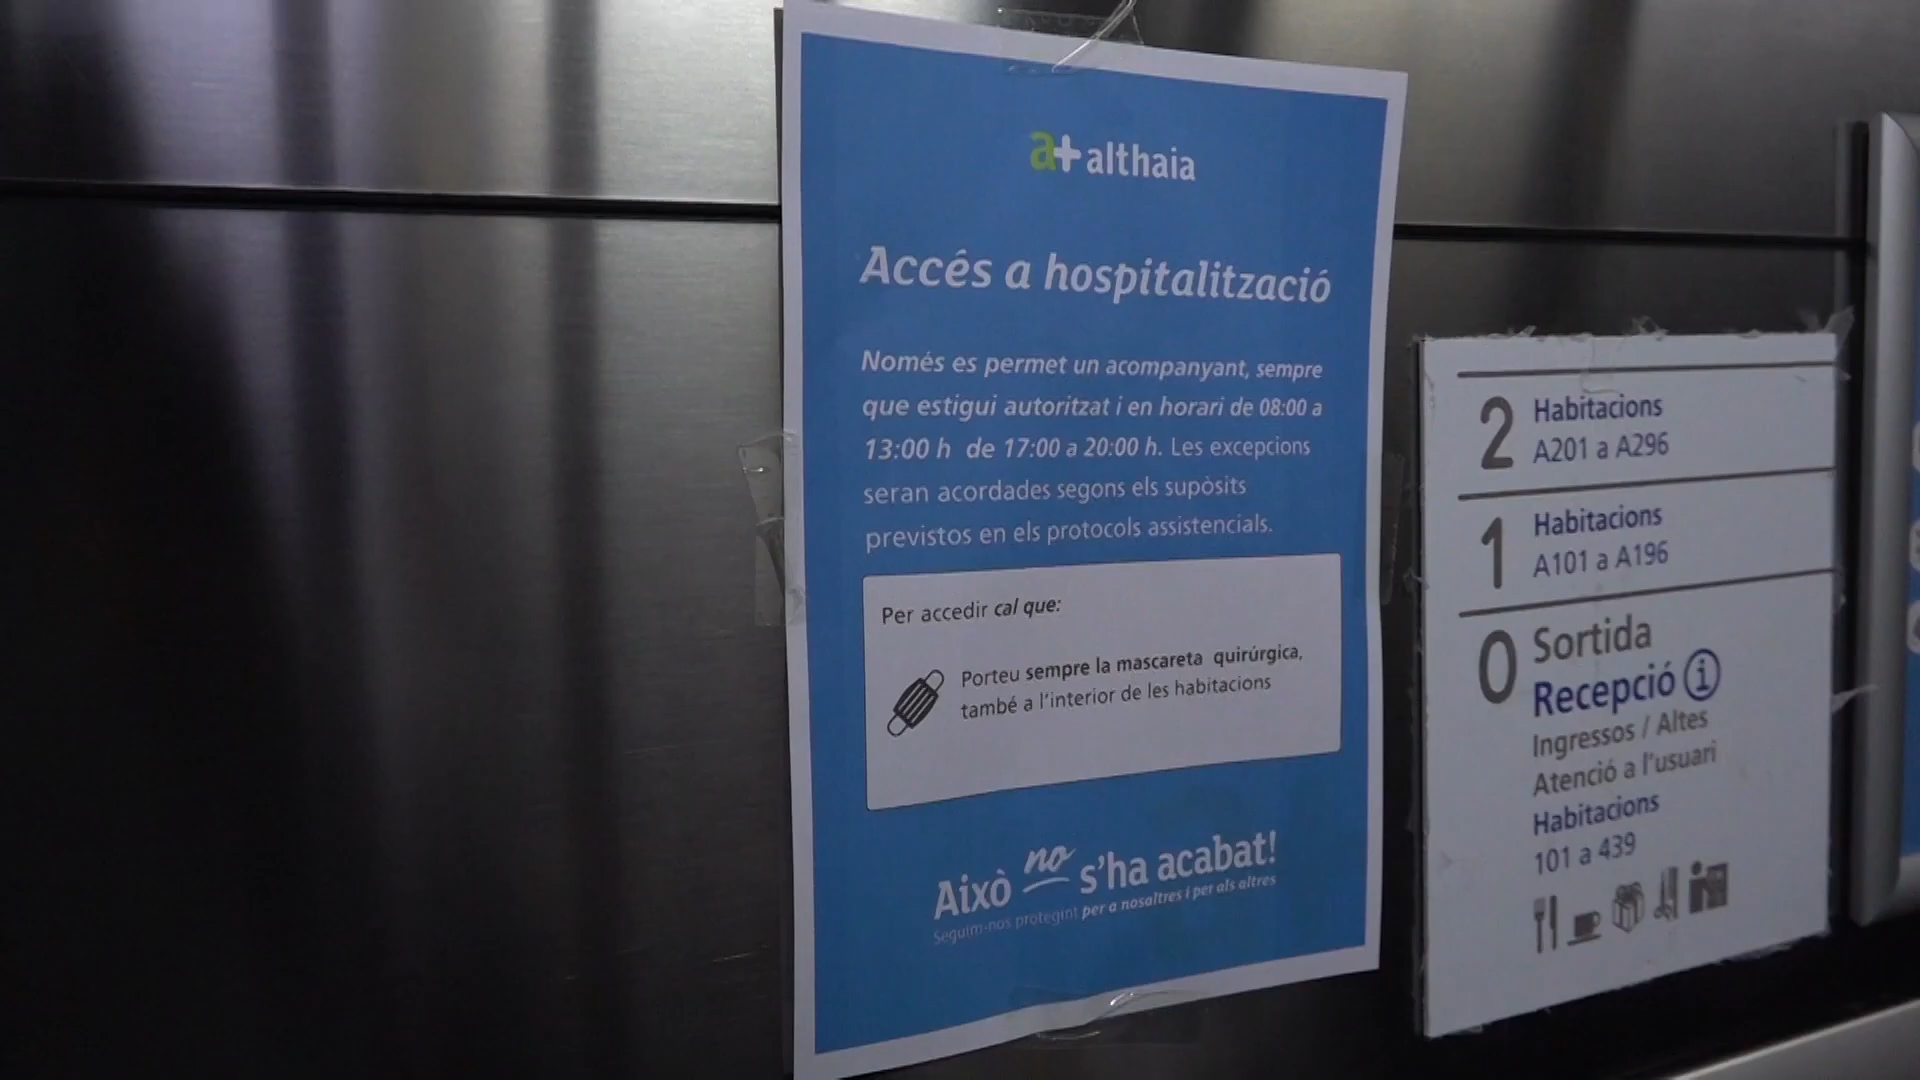 a+ althaia
Accés a hospitalització
Només es permet un acompanyant, sempre
que estigui autoritzat i en horari de 08:00 a
13:00 h de 17:00 a 20:00 h. Les excepcions
seran acordades segons els supòsits
previstos en els protocols assistencials.
Per accedir cal que:
Porteu sempre la mascareta quirúrgica,
també a l'interior de les habitacions
Això no s'ha acabat!
Seguim-nos protegint per a nosaltres i per als altres
2 Habitacions
A201 a A296
1 Habitacions
A101 a A196
0 Sortida
Recepció i
Ingressos / Altes
Atenció a l'usuari
Habitacions
101 a 439